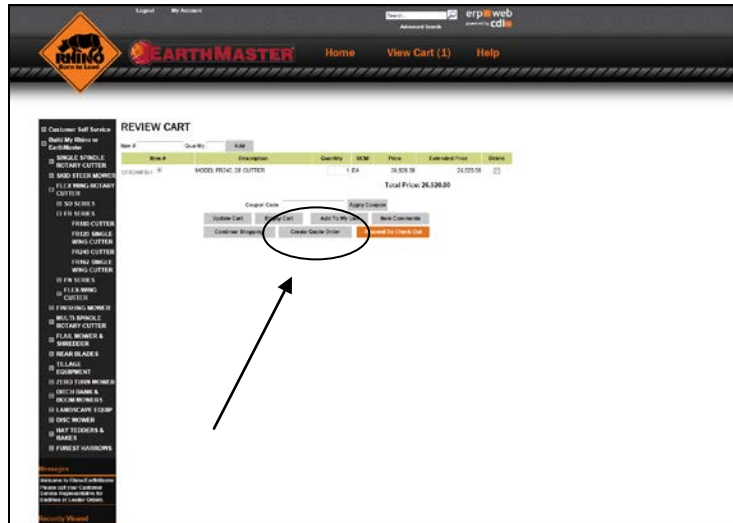 Logout My Account
Search...
Advanced Search
erp web
powered by cdi
RHINO
Born to Lead
EARTHMASTER
Home View Cart (1) Help
Customer Self Service
Build My Rhino or EarthMaster
SINGLE SPINDLE
ROTARY CUTTER
SKID STEER MOWER
FLEX WING ROTARY
CUTTER
SD SERIES
FR SERIES
FR180 CUTTER
FR120 SINGLE
WING CUTTER
FR240 CUTTER
FR162 SINGLE
WING CUTTER
FN SERIES
FLEX-WING
CUTTER
FINISHING MOWER
MULTI-SPINDLE
ROTARY CUTTER
FLAIL MOWER &
SHREDDER
REAR BLADES
TILLAGE
EQUIPMENT
ZERO TURN MOWER
DITCH BANK &
BOOM MOWERS
LANDSCAPE EQUIP
DISC MOWER
HAY TEDDERS &
RAKES
FUREST HARROWS
Messages
Welcome to Rhino/EarthMaster
Please call your Customer
Service Representative for
Recently Viewed
REVIEW CART
Item # Quantity Add
Item # Description Quantity UOM Price Extended Price Delete
MODEL FR240, 20' CUTTER 1 EA
Total Price:
Coupon Code Apply Coupon
Update Cart Empty Cart Add To My List Item Comments
Continue Shopping Create Quote Order Proceed To Check Out